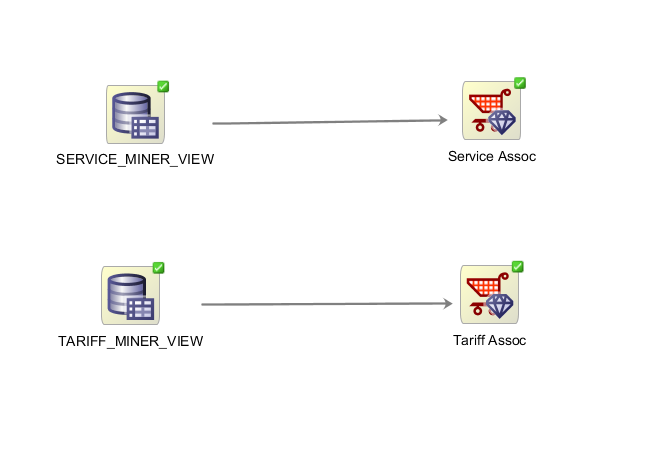 SERVICE_MINER_VIEW
Service Assoc
TARIFF_MINER_VIEW
Tariff Assoc